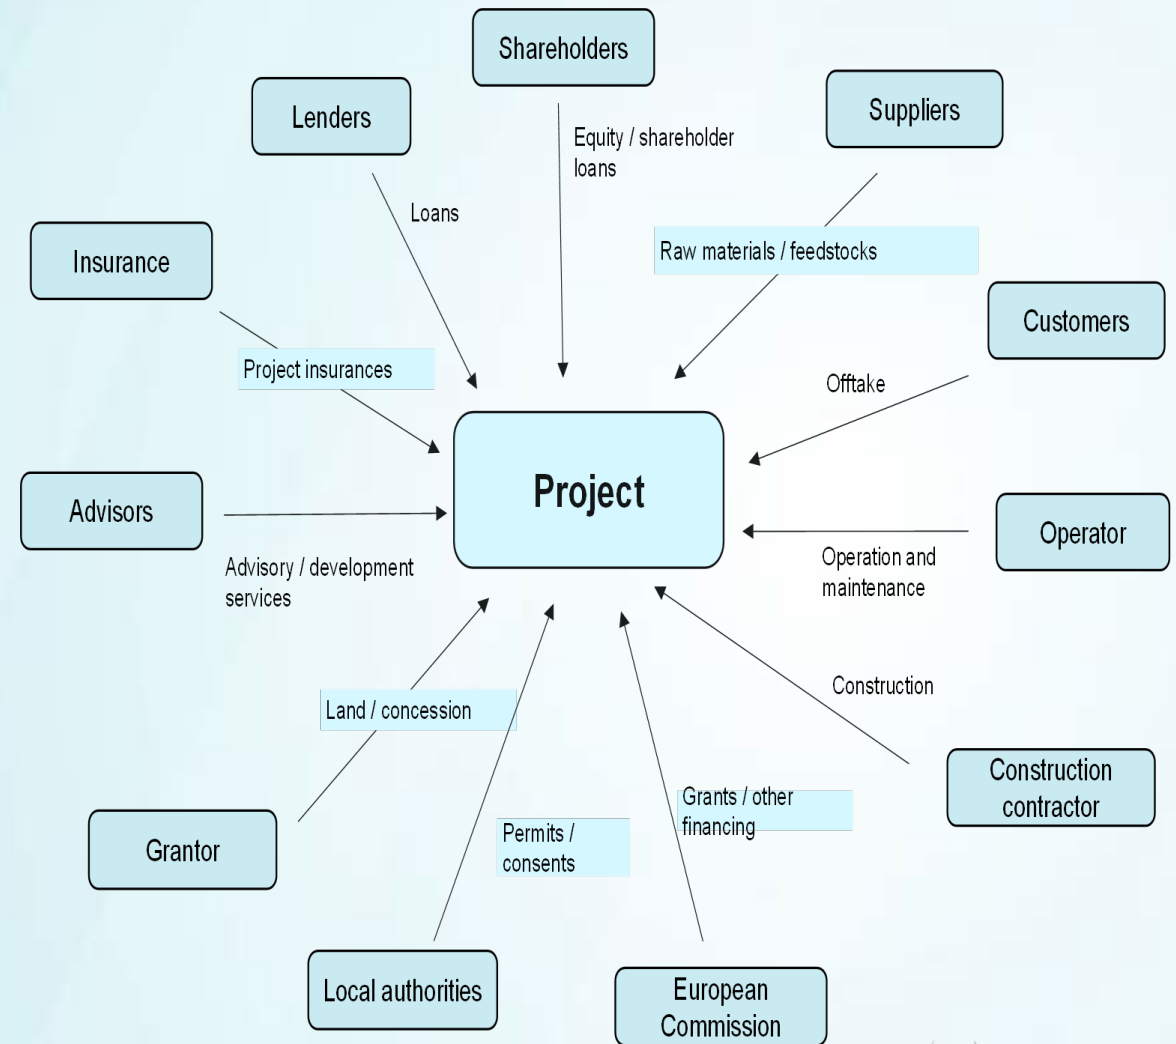 Shareholders
Lenders
Suppliers
Equity / shareholder
loans
Loans
Raw materials / feedstocks
Insurance
Customers
Project insurances
Offtake
Project
Advisors
Operator
Advisory / development
services
Operation and
maintenance
Land / concession
Construction
Construction
contractor
Grants / other
financing
Permits /
consents
Grantor
Local authorities
European
Commission